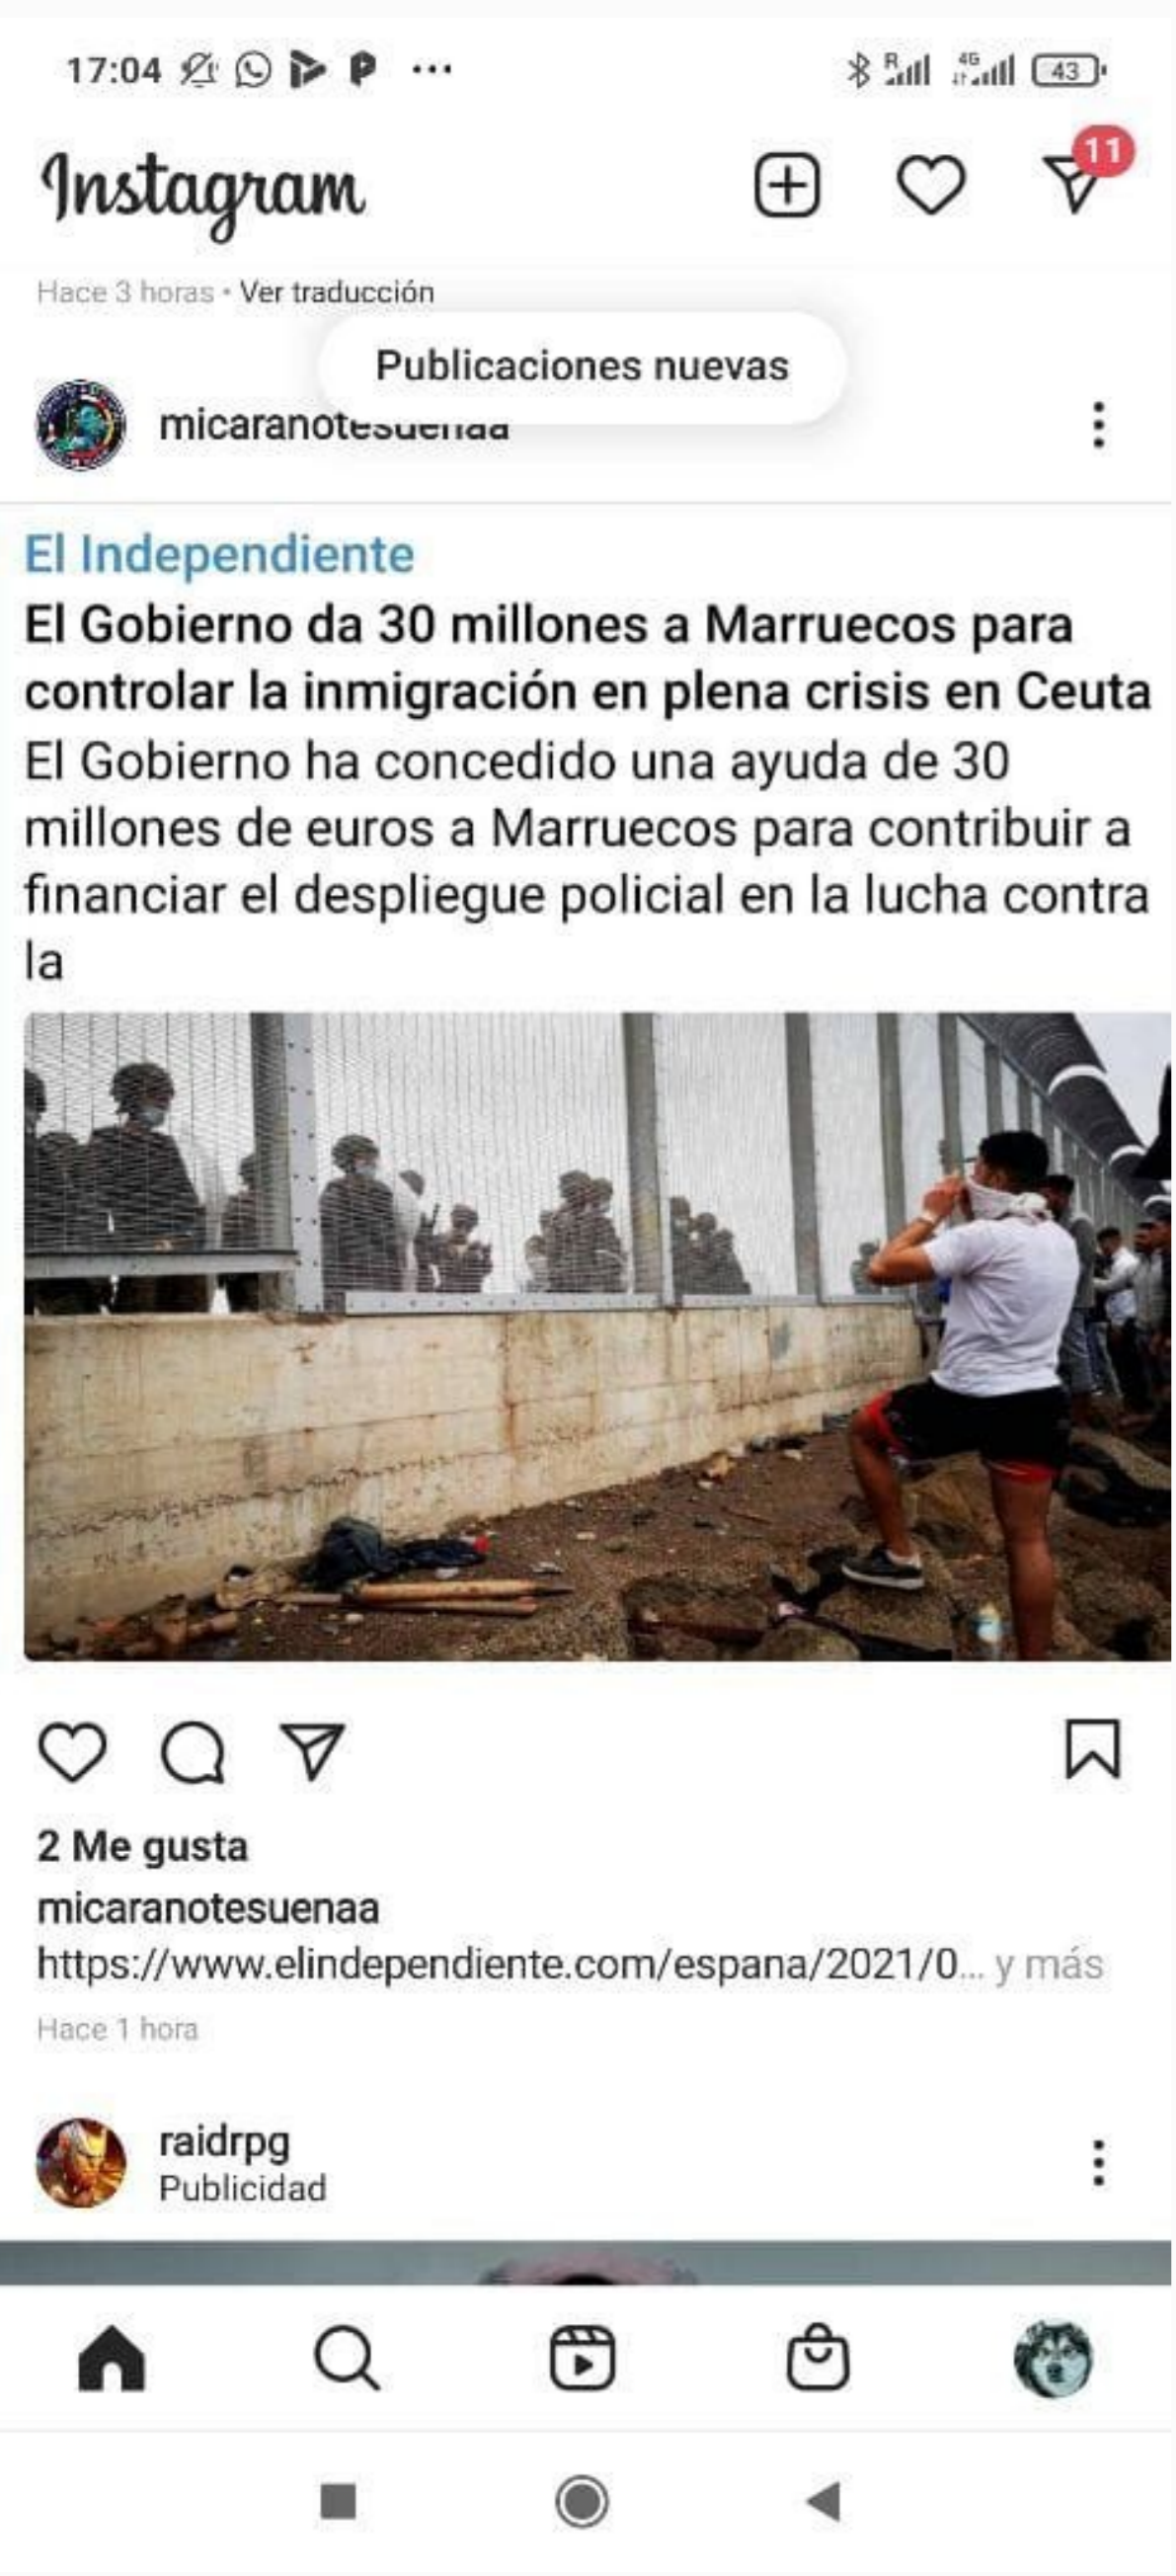 17:04
R
4G
43
Instagram
11
Hace 3 horas • Ver traducción
Publicaciones nuevas
micaranotesuenaa
El Independiente
El Gobierno da 30 millones a Marruecos para
controlar la inmigración en plena crisis en Ceuta
El Gobierno ha concedido una ayuda de 30
millones de euros a Marruecos para contribuir a
financiar el despliegue policial en la lucha contra
la
2 Me gusta
micaranotesuenaa
https://www.elindependiente.com/espana/2021/0... y más
Hace 1 hora
raidrpg
Publicidad